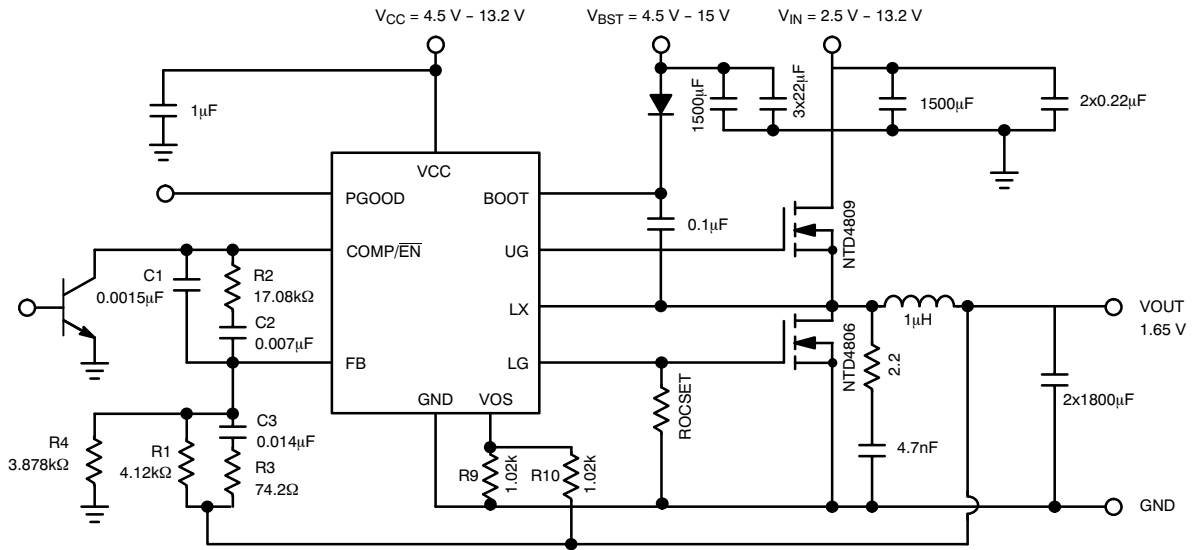 VCC = 4.5 V – 13.2 V
VBST = 4.5 V – 15 V
VIN = 2.5 V – 13.2 V
1μF
1500μF
3x22μF
1500μF
2x0.22μF
VCC
PGOOD
BOOT
0.1μF
NTD4809
COMP/EN
UG
C1
0.0015μF
R2
17.08kΩ
C2
0.007μF
LX
1μH
VOUT
1.65 V
FB
LG
NTD4806
2.2
GND
VOS
ROCSET
2x1800μF
C3
0.014μF
R4
3.878kΩ
R1
4.12kΩ
R3
74.2Ω
R9
1.02k
R10
1.02k
4.7nF
GND